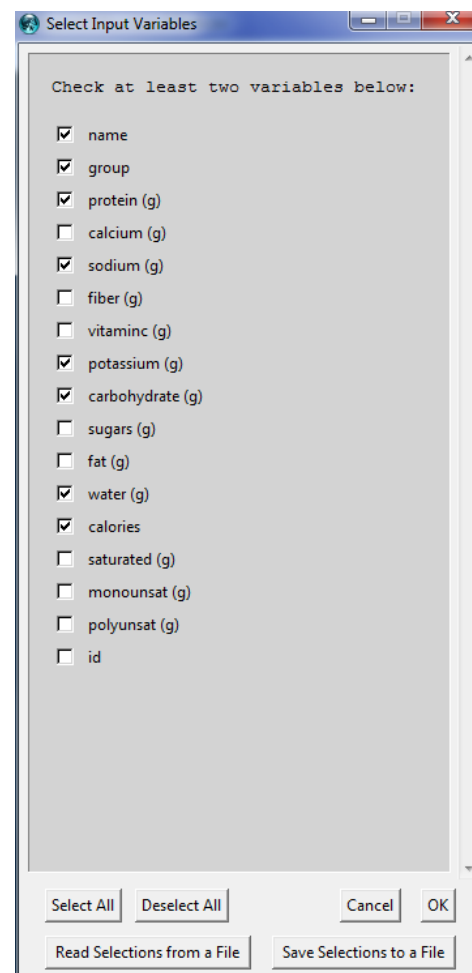 Select Input Variables
Check at least two variables below:
name
group
protein (g)
calcium (g)
sodium (g)
fiber (g)
vitaminc (g)
potassium (g)
carbohydrate (g)
sugars (g)
fat (g)
water (g)
calories
saturated (g)
monounsat (g)
polyunsat (g)
id
Select All Deselect All Cancel OK
Read Selections from a File Save Selections to a File